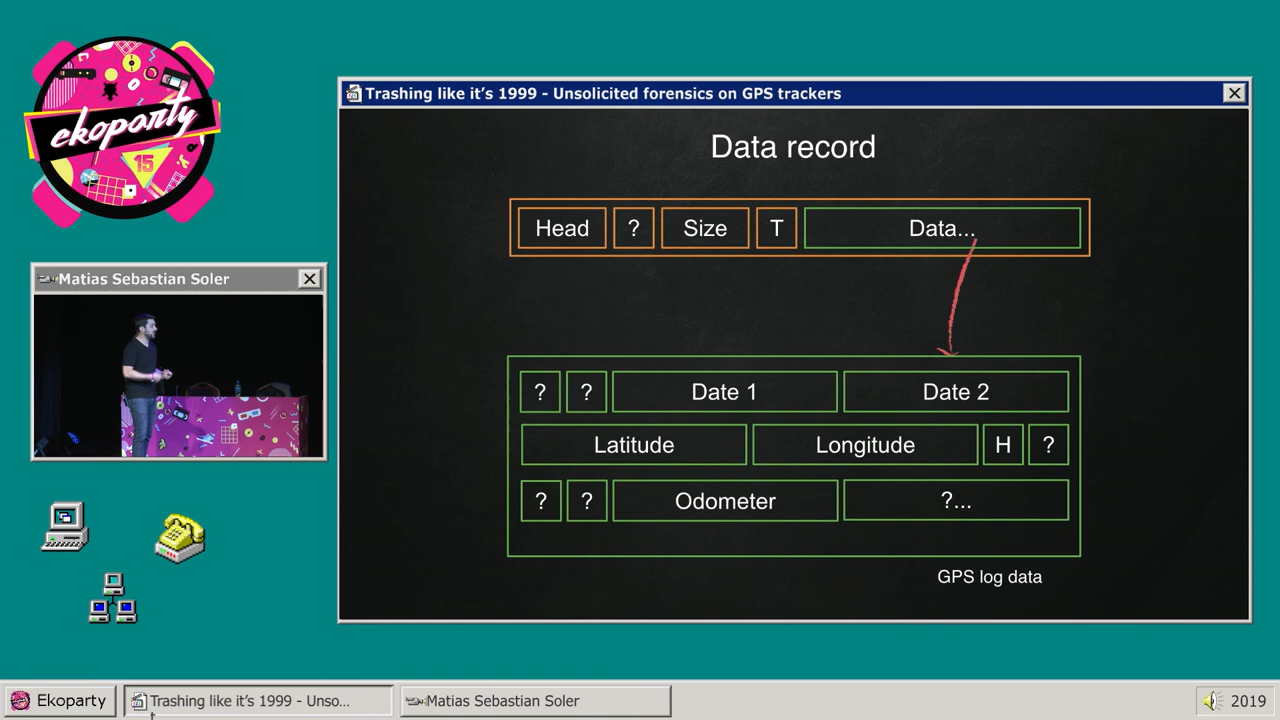 ekoparty
15
Trashing like it's 1999 - Unsolicited forensics on GPS trackers
Data record
Head ? Size T Data...
? ? Date 1 Date 2
Latitude Longitude H ?
? ? Odometer ?...
GPS log data
Matias Sebastian Soler
Ekoparty Trashing like it's 1999 - Unso... Matias Sebastian Soler 2019